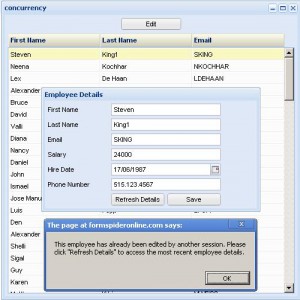 concurrency
Edit
First Name Last Name Email
Steven King1 SKING
Neena Kochhar NKOCHHAR
Lex De Haan LDEHAAN
Alexander
Bruce
David
Valli
Diana
Nancy
Daniel
John
Ismael
Jose Manu
Luis
Den
Alexander
Shelli
Sigal
Guy
Karen
Employee Details
First Name Steven
Last Name King1
Email SKING
Salary 24000
Hire Date 17/06/1987
Phone Number 515.123.4567
Refresh Details Save
The page at formspideronline.com says:
This employee has already been edited by another session. Please
click "Refresh Details" to access the most recent employee details.
OK